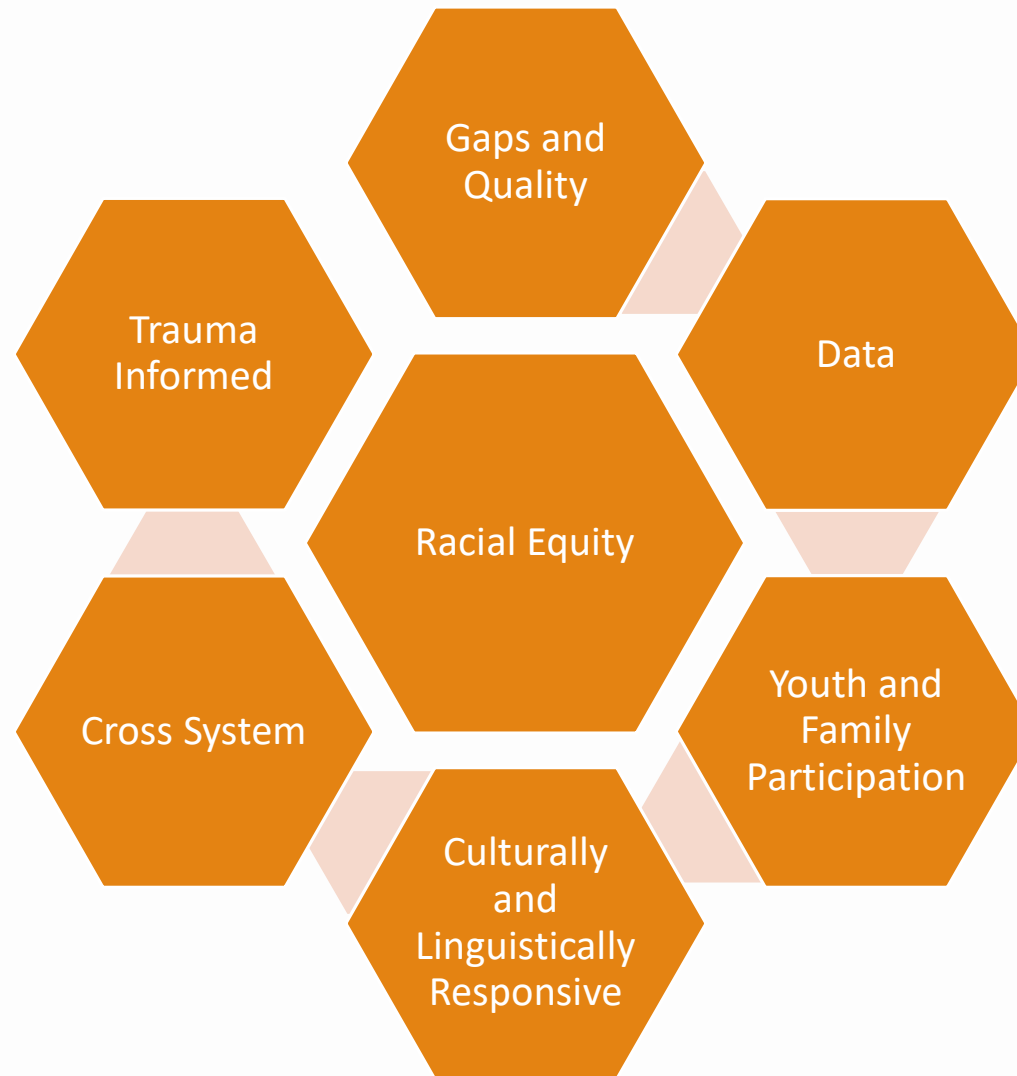 Gaps and
Quality
Data
Youth and
Family
Participation
Culturally
and
Linguistically
Responsive
Cross System
Trauma
Informed
Racial Equity